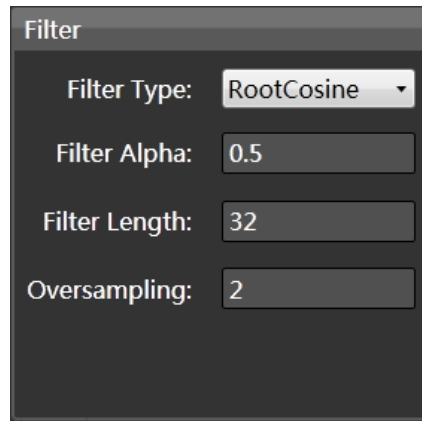 Filter
Filter Type: RootCosine
Filter Alpha: 0.5
Filter Length: 32
Oversampling: 2